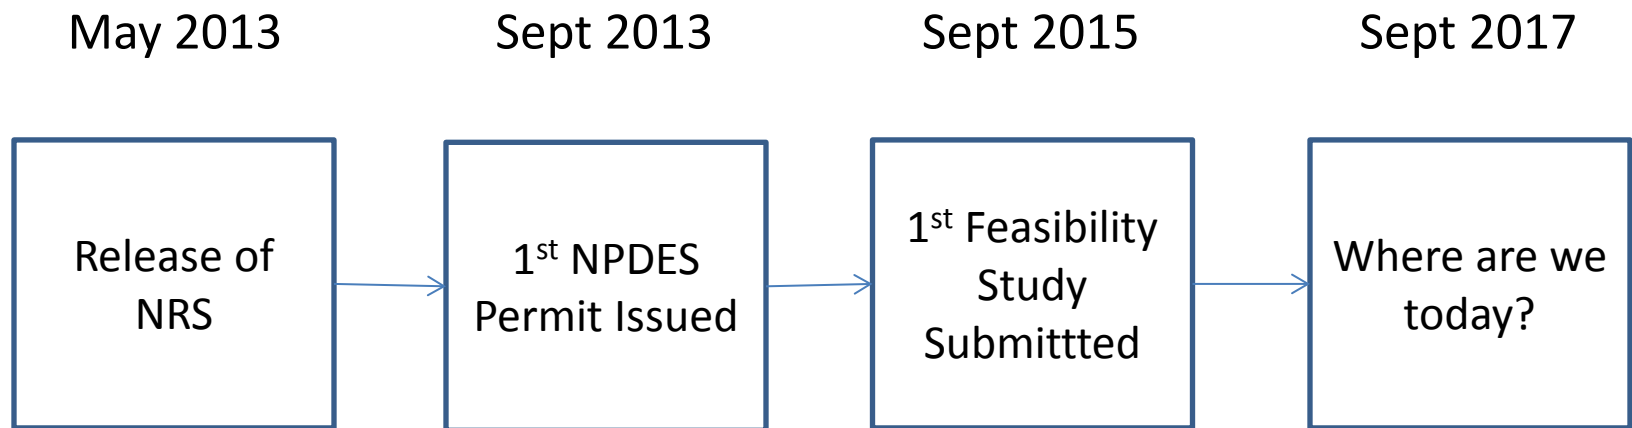 May 2013
Sept 2013
Sept 2015
Sept 2017
Release of
NRS
1st NPDES
Permit Issued
1st Feasibility
Study
Submittted
Where are we
today?